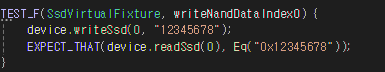 TEST_F(SsdVirtualFixture, writeNandDataIndex0) {
    device.writeSsd(0, "12345678");
    EXPECT_THAT(device.readSsd(0), Eq("0x12345678"));
}